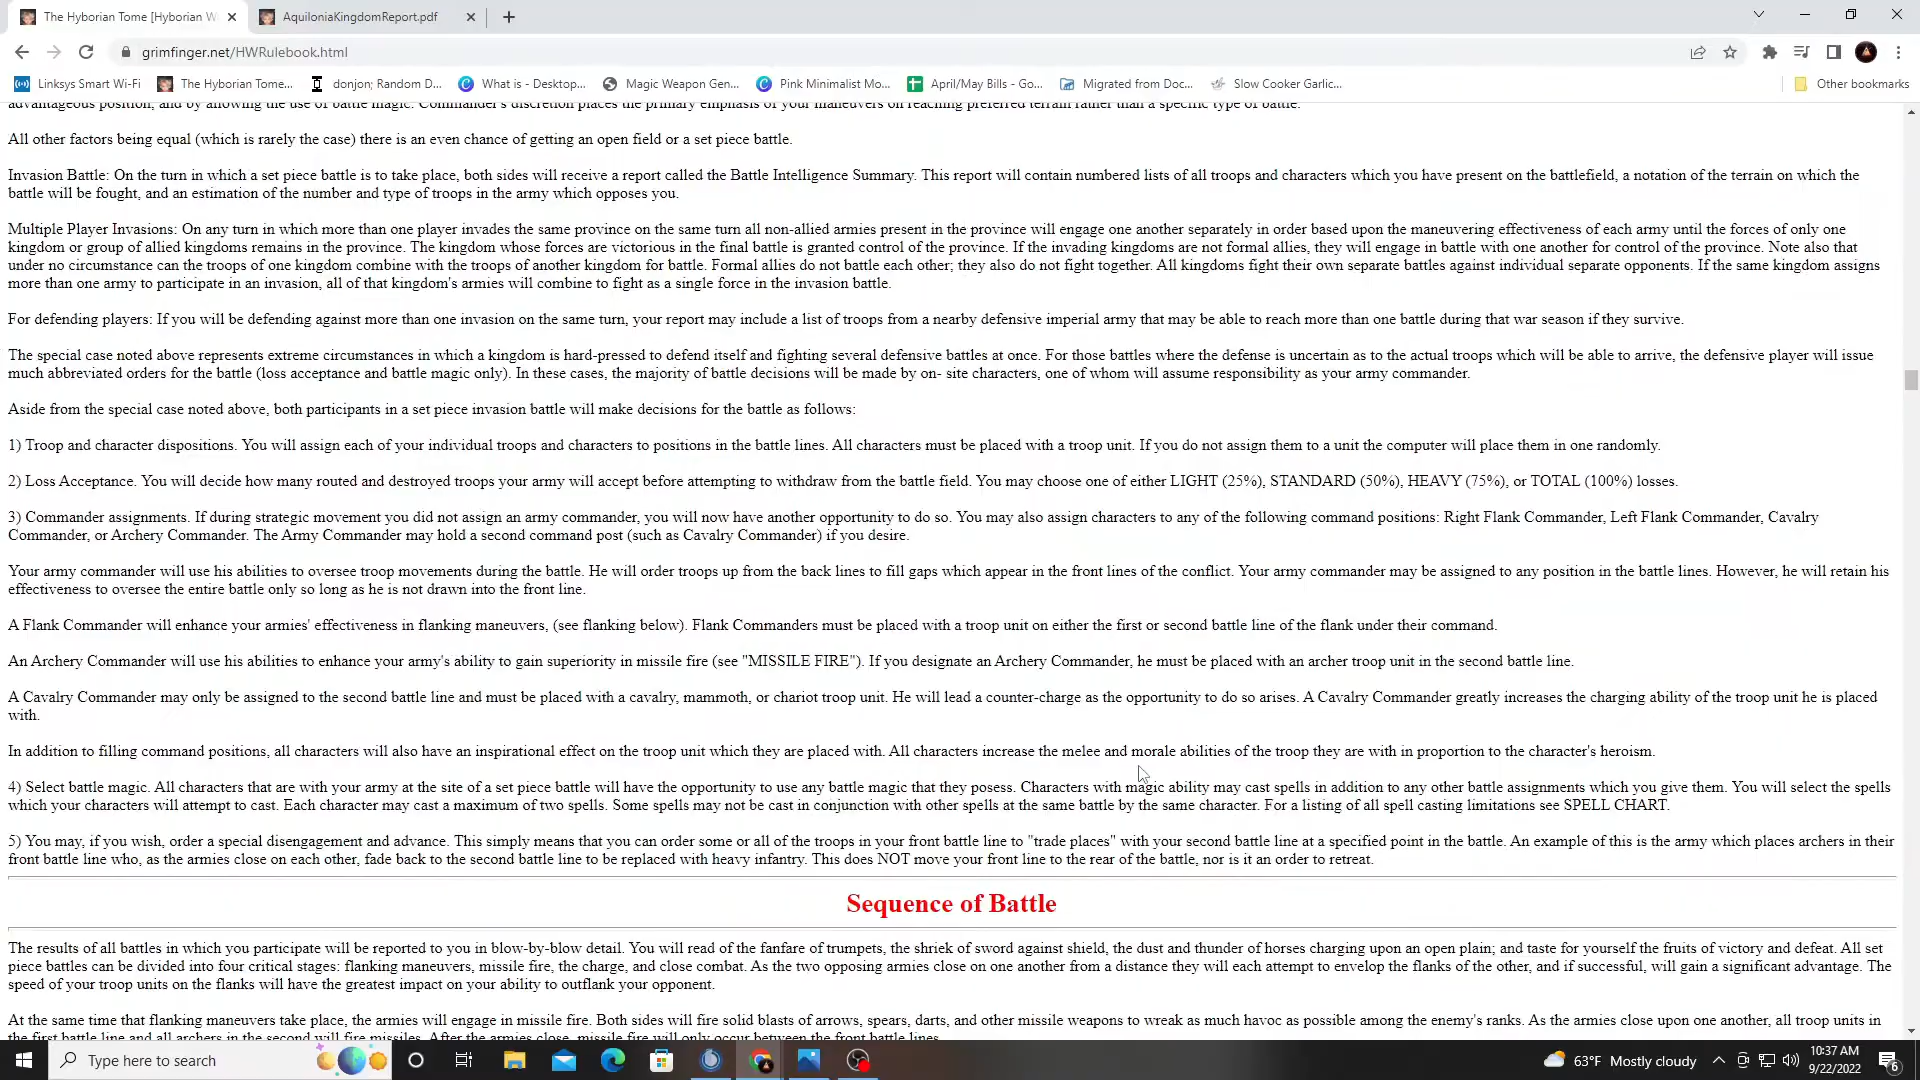 The Hyborian Tome [Hyborian W
AquiloniaKingdomReport.pdf
grimfinger.net/HWRulebook.html
Linksys Smart Wi-Fi
The Hyborian Tome...
donjon; Random D...
What is - Desktop...
Magic Weapon Gen...
Pink Minimalist Mo...
April/May Bills - Go...
Migrated from Doc...
Slow Cooker Garlic...
Other bookmarks
advantageous position, and by allowing the use of battle magic. Commander's discretion places the primary emphasis of your maneuvers on reaching preferred terrain rather than a specific type of battle.
All other factors being equal (which is rarely the case) there is an even chance of getting an open field or a set piece battle.
Invasion Battle: On the turn in which a set piece battle is to take place, both sides will receive a report called the Battle Intelligence Summary. This report will contain numbered lists of all troops and characters which you have present on the battlefield, a notation of the terrain on which the
battle will be fought, and an estimation of the number and type of troops in the army which opposes you.
Multiple Player Invasions: On any turn in which more than one player invades the same province on the same turn all non-allied armies present in the province will engage one another separately in order based upon the maneuvering effectiveness of each army until the forces of only one
kingdom or group of allied kingdoms remains in the province. The kingdom whose forces are victorious in the final battle is granted control of the province. If the invading kingdoms are not formal allies, they will engage in battle with one another for control of the province. Note also that
under no circumstance can the troops of one kingdom combine with the troops of another kingdom for battle. Formal allies do not battle each other; they also do not fight together. All kingdoms fight their own separate battles against individual separate opponents. If the same kingdom assigns
more than one army to participate in an invasion, all of that kingdom's armies will combine to fight as a single force in the invasion battle.
For defending players: If you will be defending against more than one invasion on the same turn, your report may include a list of troops from a nearby defensive imperial army that may be able to reach more than one battle during that war season if they survive.
The special case noted above represents extreme circumstances in which a kingdom is hard-pressed to defend itself and fighting several defensive battles at once. For those battles where the defense is uncertain as to the actual troops which will be able to arrive, the defensive player will issue
much abbreviated orders for the battle (loss acceptance and battle magic only). In these cases, the majority of battle decisions will be made by on- site characters, one of whom will assume responsibility as your army commander.
Aside from the special case noted above, both participants in a set piece invasion battle will make decisions for the battle as follows:
1) Troop and character dispositions. You will assign each of your individual troops and characters to positions in the battle lines. All characters must be placed with a troop unit. If you do not assign them to a unit the computer will place them in one randomly.
2) Loss Acceptance. You will decide how many routed and destroyed troops your army will accept before attempting to withdraw from the battle field. You may choose one of either LIGHT (25%), STANDARD (50%), HEAVY (75%), or TOTAL (100%) losses.
3) Commander assignments. If during strategic movement you did not assign an army commander, you will now have another opportunity to do so. You may also assign characters to any of the following command positions: Right Flank Commander, Left Flank Commander, Cavalry
Commander, or Archery Commander. The Army Commander may hold a second command post (such as Cavalry Commander) if you desire.
Your army commander will use his abilities to oversee troop movements during the battle. He will order troops up from the back lines to fill gaps which appear in the front lines of the conflict. Your army commander may be assigned to any position in the battle lines. However, he will retain his
effectiveness to oversee the entire battle only so long as he is not drawn into the front line.
A Flank Commander will enhance your armies' effectiveness in flanking maneuvers, (see flanking below). Flank Commanders must be placed with a troop unit on either the first or second battle line of the flank under their command.
An Archery Commander will use his abilities to enhance your army's ability to gain superiority in missile fire (see "MISSILE FIRE"). If you designate an Archery Commander, he must be placed with an archer troop unit in the second battle line.
A Cavalry Commander may only be assigned to the second battle line and must be placed with a cavalry, mammoth, or chariot troop unit. He will lead a counter-charge as the opportunity to do so arises. A Cavalry Commander greatly increases the charging ability of the troop unit he is placed
with.
In addition to filling command positions, all characters will also have an inspirational effect on the troop unit which they are placed with. All characters increase the melee and morale abilities of the troop they are with in proportion to the character's heroism.
4) Select battle magic. All characters that are with your army at the site of a set piece battle will have the opportunity to use any battle magic that they posess. Characters with magic ability may cast spells in addition to any other battle assignments which you give them. You will select the spells
which your characters will attempt to cast. Each character may cast a maximum of two spells. Some spells may not be cast in conjunction with other spells at the same battle by the same character. For a listing of all spell casting limitations see SPELL CHART.
5) You may, if you wish, order a special disengagement and advance. This simply means that you can order some or all of the troops in your front battle line to "trade places" with your second battle line at a specified point in the battle. An example of this is the army which places archers in their
front battle line who, as the armies close on each other, fade back to the second battle line to be replaced with heavy infantry. This does NOT move your front line to the rear of the battle, nor is it an order to retreat.
Sequence of Battle
The results of all battles in which you participate will be reported to you in blow-by-blow detail. You will read of the fanfare of trumpets, the shriek of sword against shield, the dust and thunder of horses charging upon an open plain; and taste for yourself the fruits of victory and defeat. All set
piece battles can be divided into four critical stages: flanking maneuvers, missile fire, the charge, and close combat. As the two opposing armies close on one another from a distance they will each attempt to envelop the flanks of the other, and if successful, will gain a significant advantage. The
speed of your troop units on the flanks will have the greatest impact on your ability to outflank your opponent.
At the same time that flanking maneuvers take place, the armies will engage in missile fire. Both sides will fire solid blasts of arrows, spears, darts, and other missile weapons to wreak as much havoc as possible among the enemy's ranks. As the armies close upon one another, all troop units in
the first battle line and all archers in the second will fire missiles. After the armies close, missile fire will only occur between the front battle lines.
Type here to search
63°F Mostly cloudy
10:37 AM
9/22/2022
6